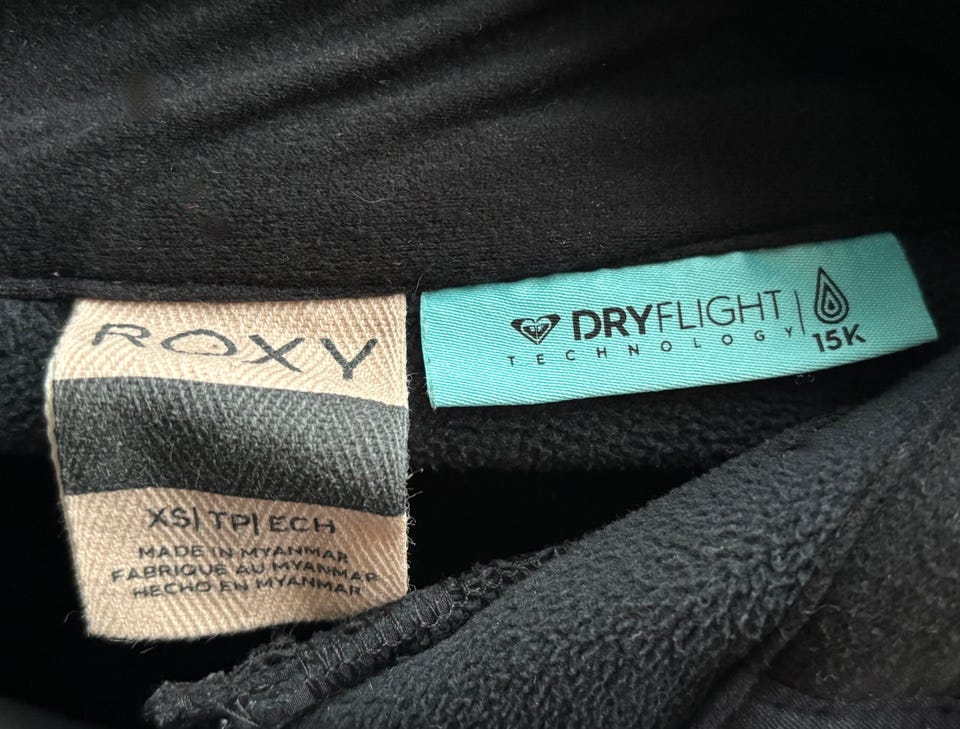 ROXY
XS| TP| ECH
MADE IN MYANMAR
FABRIQUE AU MYANMAR
HECHO EN MYANMAR
DRYFLIGHT
TECHNOLOGY
15K